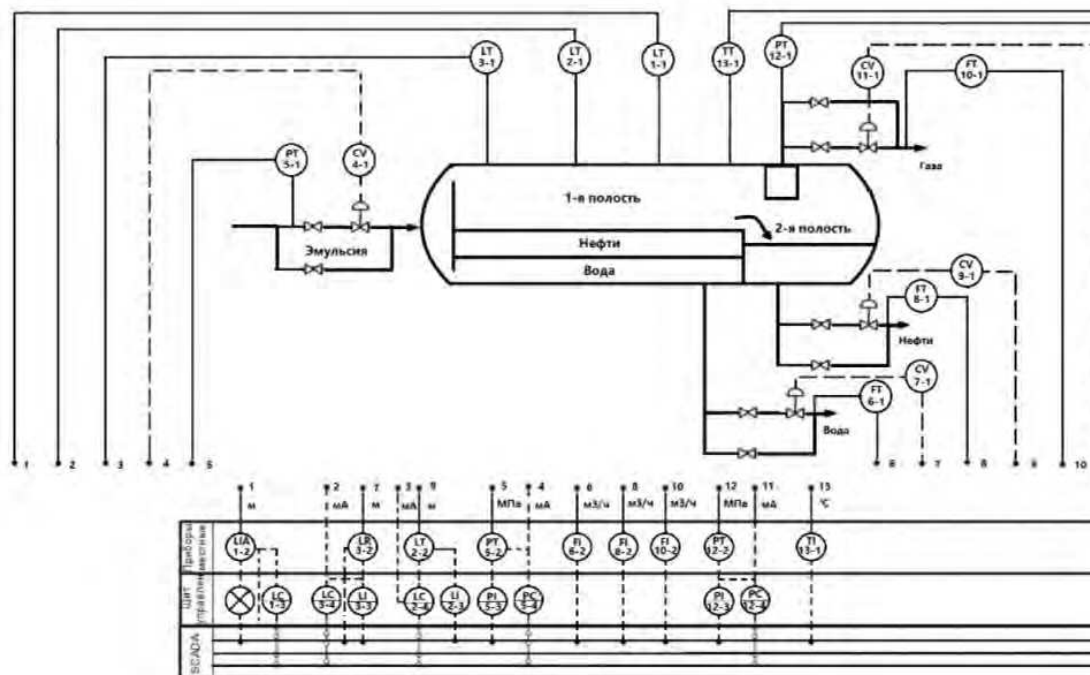 LT 3-1
LT 2-1
LT 1-1
TT 13-1
PT 12-1
CV 11-1
FT 10-1
Газа
PT 5-1
CV 4-1
1-я полость
2-я полость
Нефти
Эмульсия
Вода
CV 9-1
FT 8-1
Нефти
CV 7-1
FT 6-1
Вода
1 2 3 4 5 6 7 8 9 10
1 2 7 3 9 5 4 6 8 10 12 11 13
м мА м мА м МПа мА м3/ч м3/ч м3/ч МПа мА °C
Приборы местные
LIA 1-2
LR 3-2
LT 2-2
PT 5-2
FI 6-2
FI 8-2
FI 10-2
PT 12-2
TI 13-1
Щит управлен
LC 1-3
LC 3-4
LI 3-3
LC 2-4
LI 2-3
PI 5-3
PC 5-4
PI 12-3
PC 12-4
SCADA